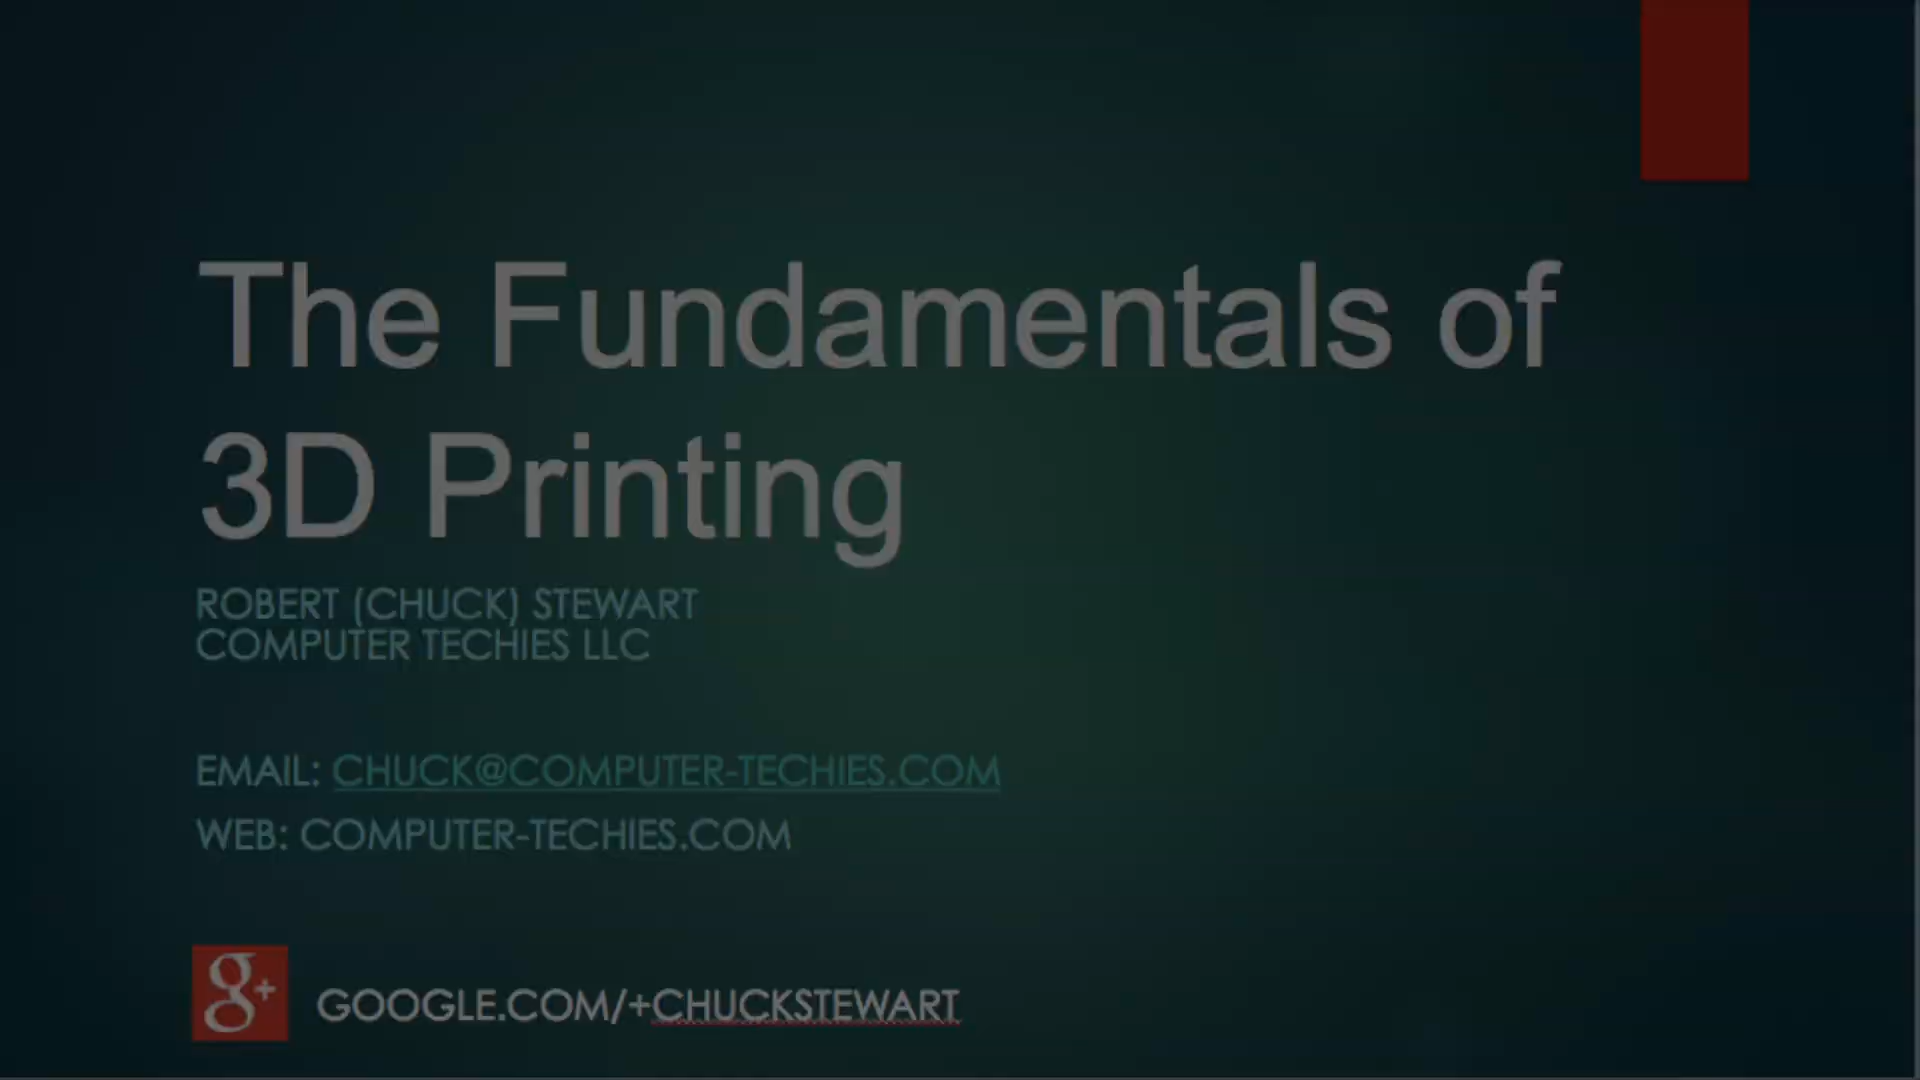 The Fundamentals of
3D Printing
ROBERT (CHUCK) STEWART
COMPUTER TECHIES LLC
EMAIL: CHUCK@COMPUTER-TECHIES.COM
WEB: COMPUTER-TECHIES.COM
g+ GOOGLE.COM/+CHUCKSTEWART